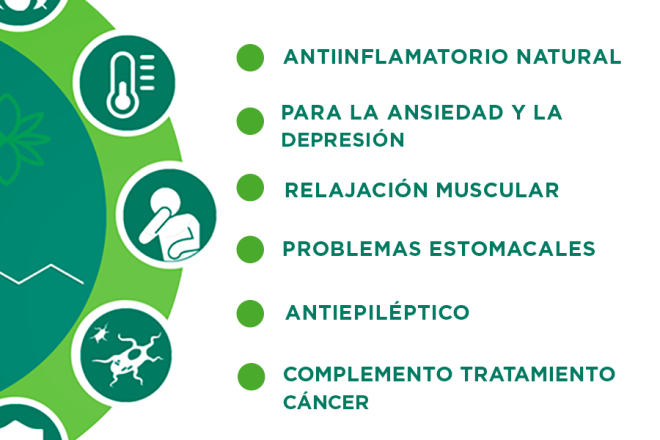 ANTIINFLAMATORIO NATURAL
PARA LA ANSIEDAD Y LA
DEPRESIÓN
RELAJACIÓN MUSCULAR
PROBLEMAS ESTOMACALES
ANTIEPILÉPTICO
COMPLEMENTO TRATAMIENTO
CÁNCER